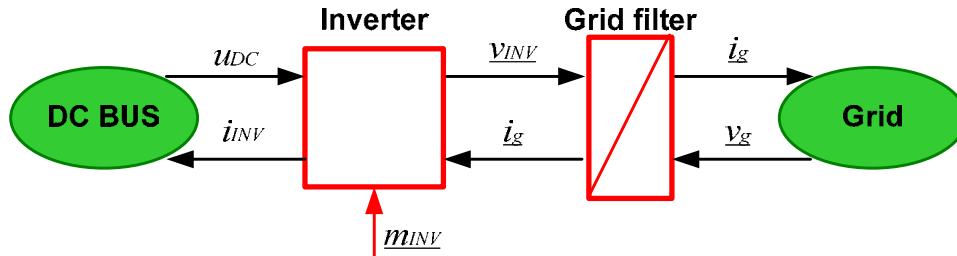 Inverter
Grid filter
uDC
vINV
ig
DC BUS
Grid
iINV
ig
vg
mINV